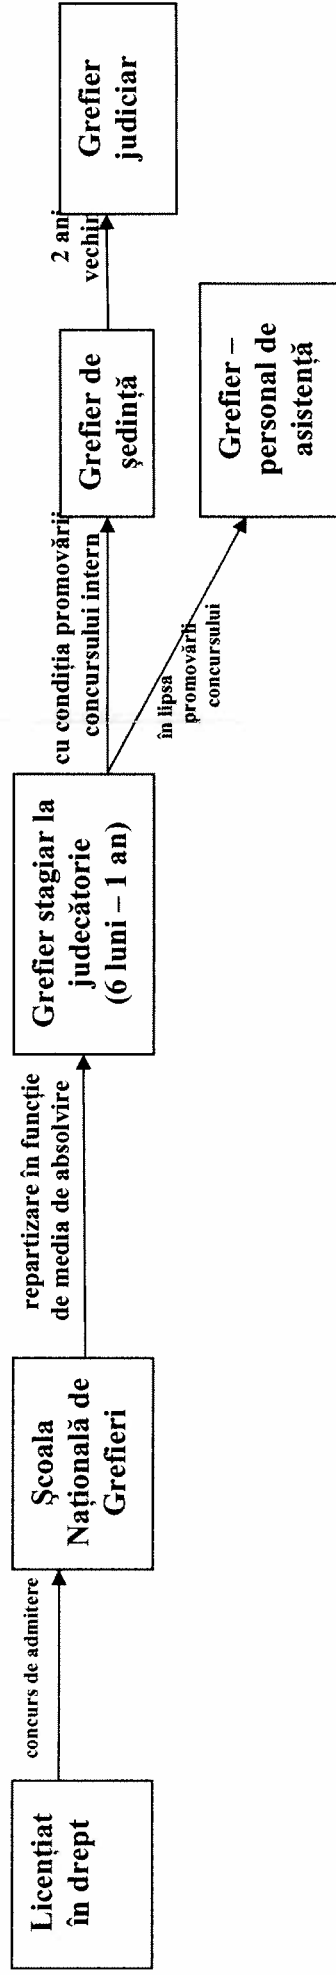 Licențiat
în drept
concurs de admitere
Școala
Națională de
Grefieri
repartizare în funcție
de media de absolvire
Grefier stagiar la
judecătorie
(6 luni – 1 an)
cu condiția promovării
concursului intern
în lipsa
promovării
concursului
Grefier de
ședință
Grefier –
personal de
asistență
2 ani
vechim
Grefier
judiciar